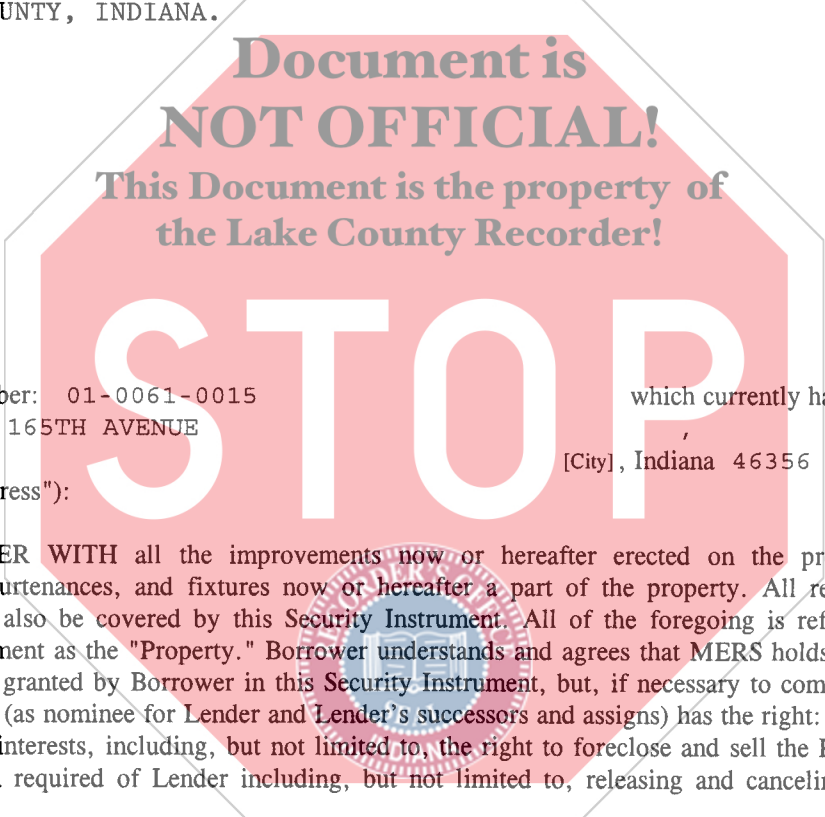 UNTY, INDIANA.
Document is
NOT OFFICIAL!
This Document is the property of
the Lake County Recorder!
STOP
ber: 01-0061-0015 which currently ha
165TH AVENUE ,
[City] , Indiana 46356
ress"):
ER WITH all the improvements now or hereafter erected on the pr
urtenances, and fixtures now or hereafter a part of the property. All re
also be covered by this Security Instrument. All of the foregoing is ref
ment as the "Property." Borrower understands and agrees that MERS holds
granted by Borrower in this Security Instrument, but, if necessary to com
(as nominee for Lender and Lender's successors and assigns) has the right:
interests, including, but not limited to, the right to foreclose and sell the
required of Lender including, but not limited to, releasing and cancelin